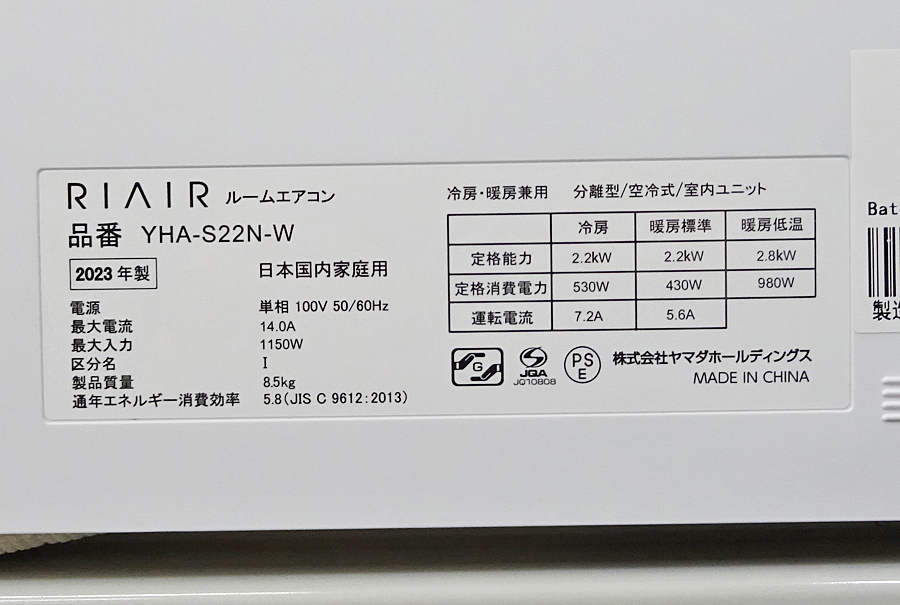 RIAIR ルームエアコン
品番 YHA-S22N-W
2023 年製 日本国内家庭用
電源 単相 100V 50/60Hz
最大電流 14.0A
最大入力 1150W
区分名 I
製品質量 8.5kg
通年エネルギー消費効率 5.8(JIS C 9612:2013)
冷房・暖房兼用 分離型/空冷式/室内ユニット
冷房 暖房標準 暖房低温
定格能力 2.2kW 2.2kW 2.8kW
定格消費電力 530W 430W 980W
運転電流 7.2A 5.6A
G JQA JQ1080B PS E 株式会社ヤマダホールディングス
MADE IN CHINA
Bat
製造